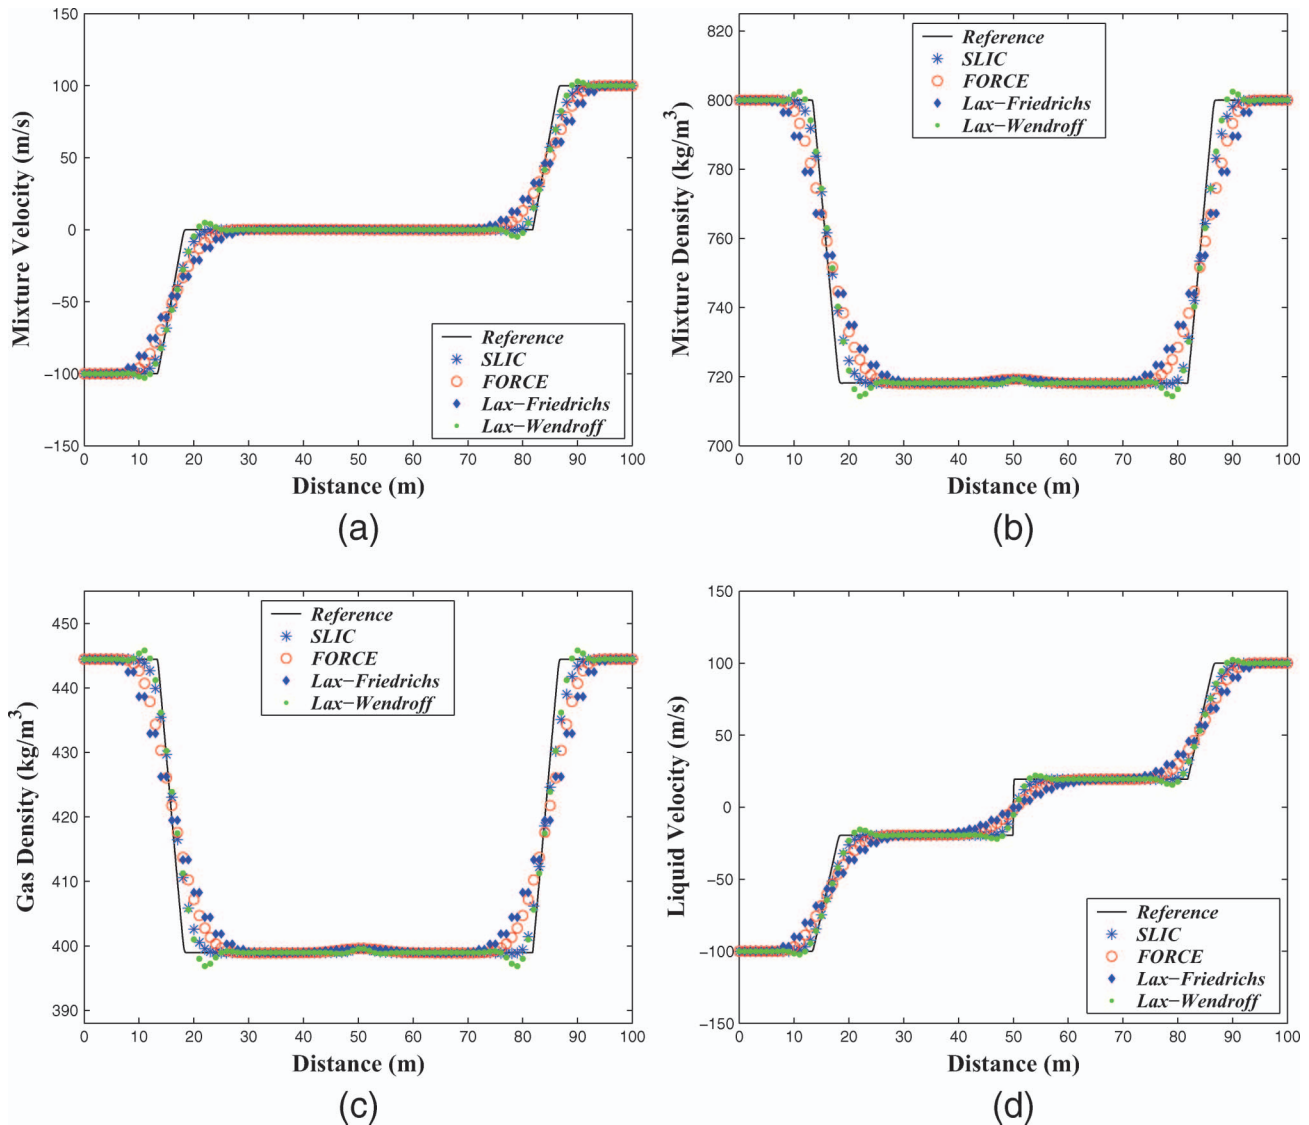 150
100
50
0
−50
−100
−150
0 10 20 30 40 50 60 70 80 90 100
Mixture Velocity (m/s)
Distance (m)
Reference
SLIC
FORCE
Lax−Friedrichs
Lax−Wendroff
(a)
820
800
780
760
740
720
700
0 10 20 30 40 50 60 70 80 90 100
Mixture Density (kg/m³)
Distance (m)
Reference
SLIC
FORCE
Lax−Friedrichs
Lax−Wendroff
(b)
450
440
430
420
410
400
390
0 10 20 30 40 50 60 70 80 90 100
Gas Density (kg/m³)
Distance (m)
Reference
SLIC
FORCE
Lax−Friedrichs
Lax−Wendroff
(c)
150
100
50
0
−50
−100
−150
0 10 20 30 40 50 60 70 80 90 100
Liquid Velocity (m/s)
Distance (m)
Reference
SLIC
FORCE
Lax−Friedrichs
Lax−Wendroff
(d)